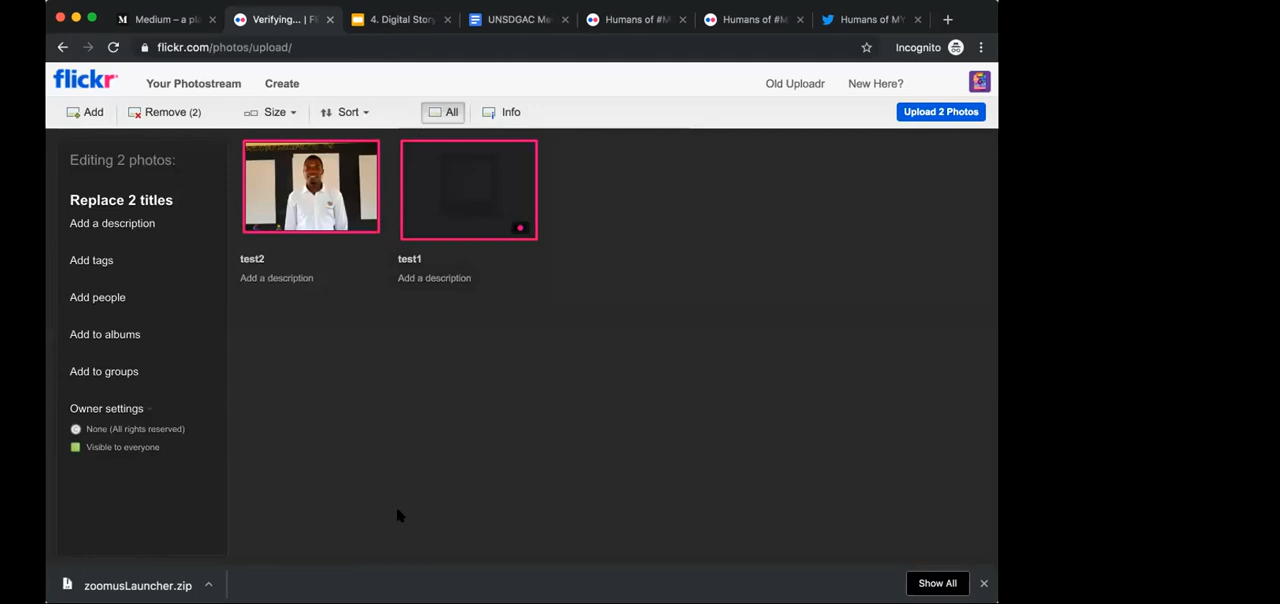 Medium – a pl
Verifying... | Fl
4. Digital Story
UNSDGAC Me
Humans of #M
Humans of #M
Humans of MY
flickr.com/photos/upload/
Incognito
flickr
Your Photostream
Create
Old Uploadr
New Here?
Add
Remove (2)
Size
Sort
All
Info
Upload 2 Photos
Editing 2 photos:
Replace 2 titles
Add a description
Add tags
Add people
Add to albums
Add to groups
Owner settings
None (All rights reserved)
Visible to everyone
test2
Add a description
test1
Add a description
zoomusLauncher.zip
Show All